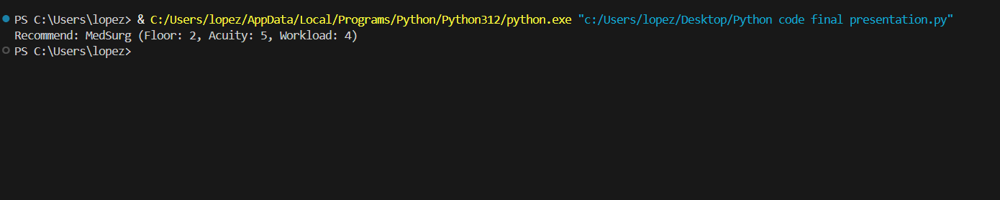 PS C:\Users\lopez> & C:/Users/lopez/AppData/Local/Programs/Python/Python312/python.exe "c:/Users/lopez/Desktop/Python code final presentation.py"
Recommend: MedSurg (Floor: 2, Acuity: 5, Workload: 4)
PS C:\Users\lopez>